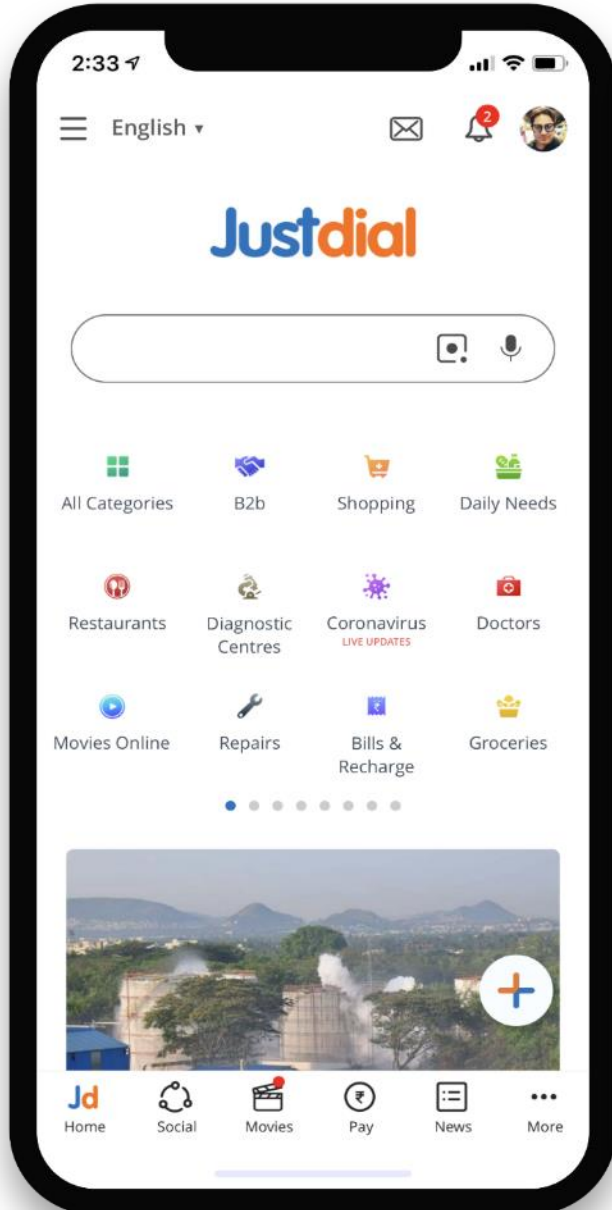 2:33
English
2
Justdial
All Categories
B2b
Shopping
Daily Needs
Restaurants
Diagnostic
Centres
Coronavirus
LIVE UPDATES
Doctors
Movies Online
Repairs
Bills &
Recharge
Groceries
Jd
Home
Social
Movies
₹
Pay
News
More